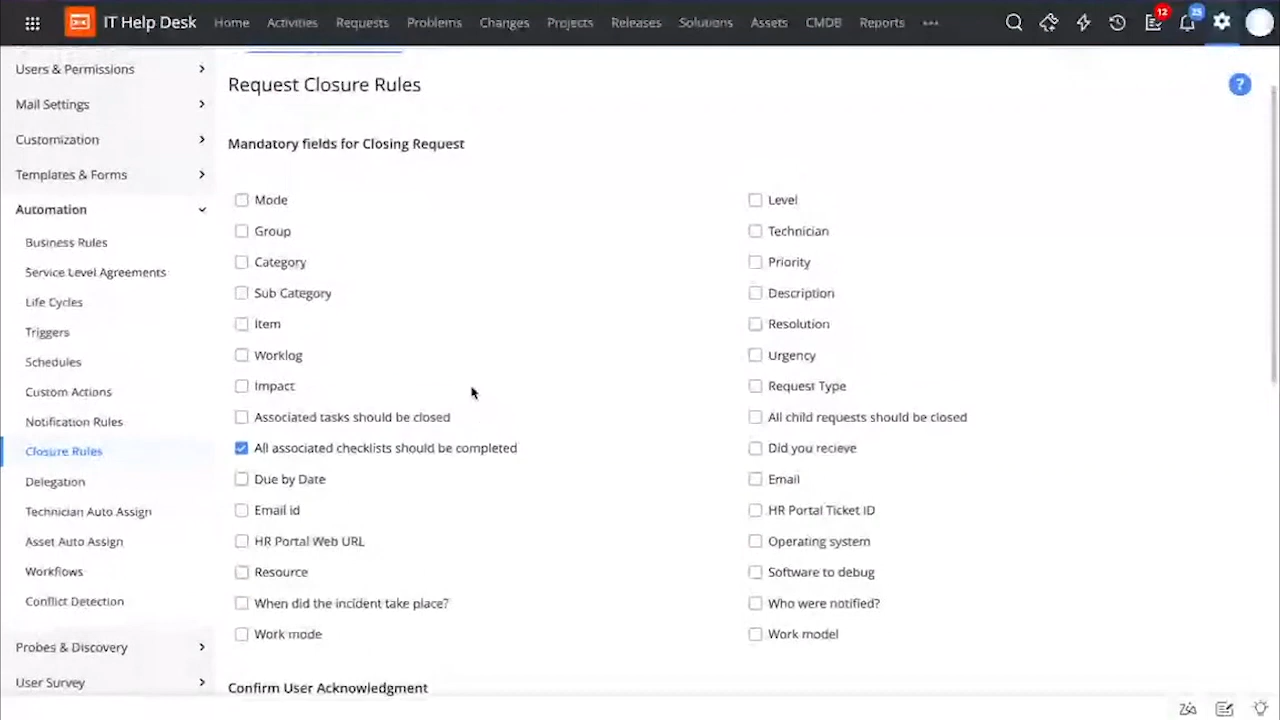 IT Help Desk Home Activities Requests Problems Changes Projects Releases Solutions Assets CMDB Reports 12 25
Users & Permissions
Mail Settings
Customization
Templates & Forms
Automation
Business Rules
Service Level Agreements
Life Cycles
Triggers
Schedules
Custom Actions
Notification Rules
Closure Rules
Delegation
Technician Auto Assign
Asset Auto Assign
Workflows
Conflict Detection
Probes & Discovery
User Survey
Request Closure Rules ?
Mandatory fields for Closing Request
Mode Level
Group Technician
Category Priority
Sub Category Description
Item Resolution
Worklog Urgency
Impact Request Type
Associated tasks should be closed All child requests should be closed
All associated checklists should be completed Did you recieve
Due by Date Email
Email id HR Portal Ticket ID
HR Portal Web URL Operating system
Resource Software to debug
When did the incident take place? Who were notified?
Work mode Work model
Confirm User Acknowledgment